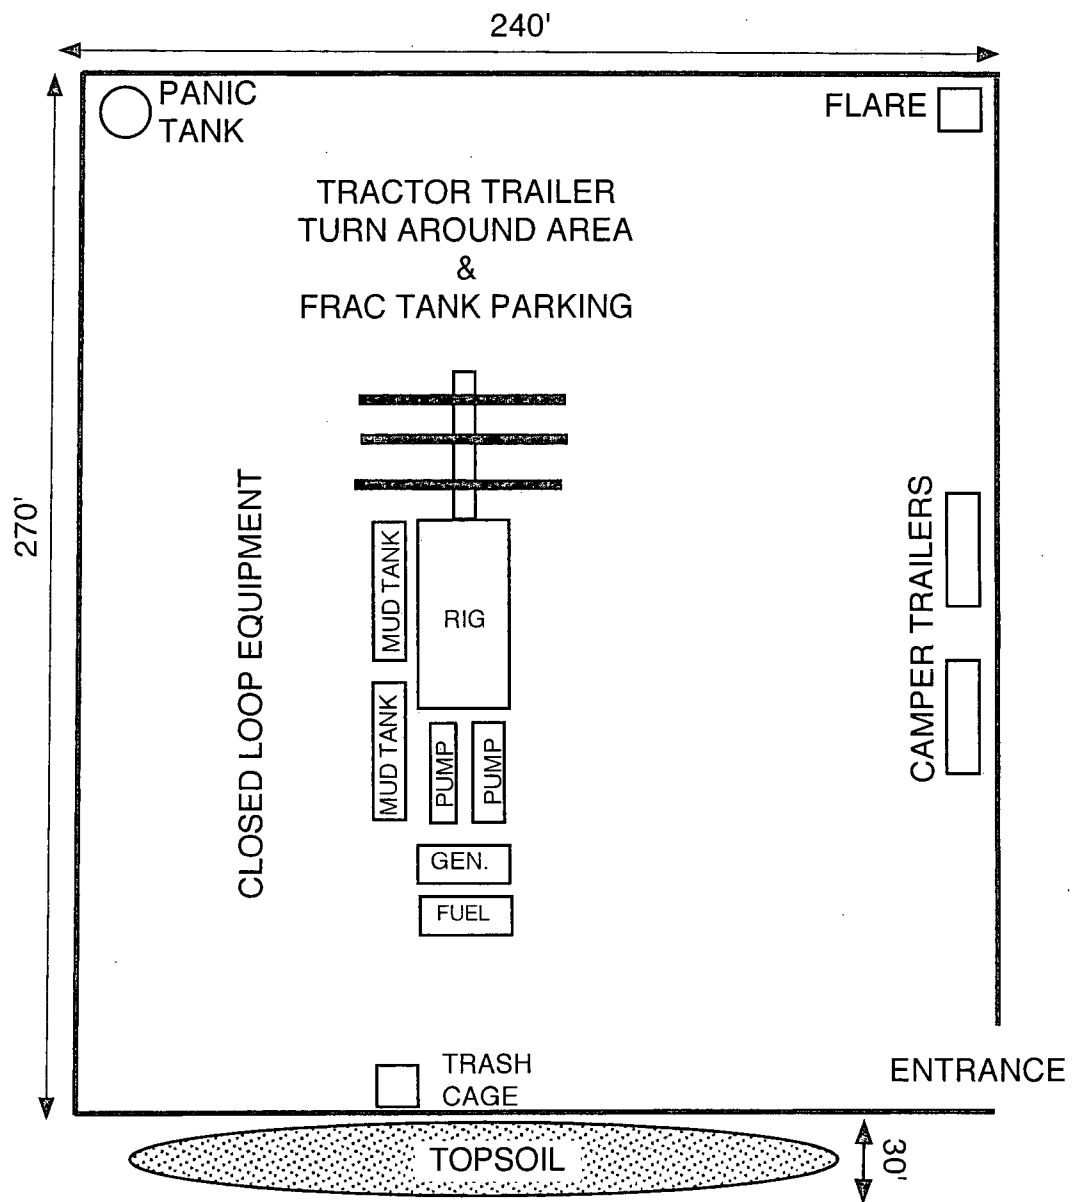 240'
PANIC
TANK
FLARE
TRACTOR TRAILER
TURN AROUND AREA
&
FRAC TANK PARKING
270'
CLOSED LOOP EQUIPMENT
MUD TANK
RIG
CAMPER TRAILERS
MUD TANK
PUMP
PUMP
GEN.
FUEL
TRASH
CAGE
ENTRANCE
TOPSOIL
30'